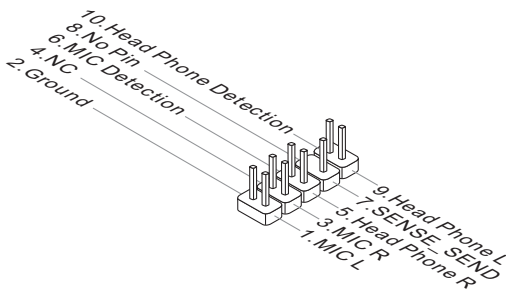 10.Head Phone Detection
8.No Pin
6.MIC Detection
4.NC
2.Ground
9.Head Phone L
7.SENSE_SEND
5.Head Phone R
3.MIC R
1.MIC L